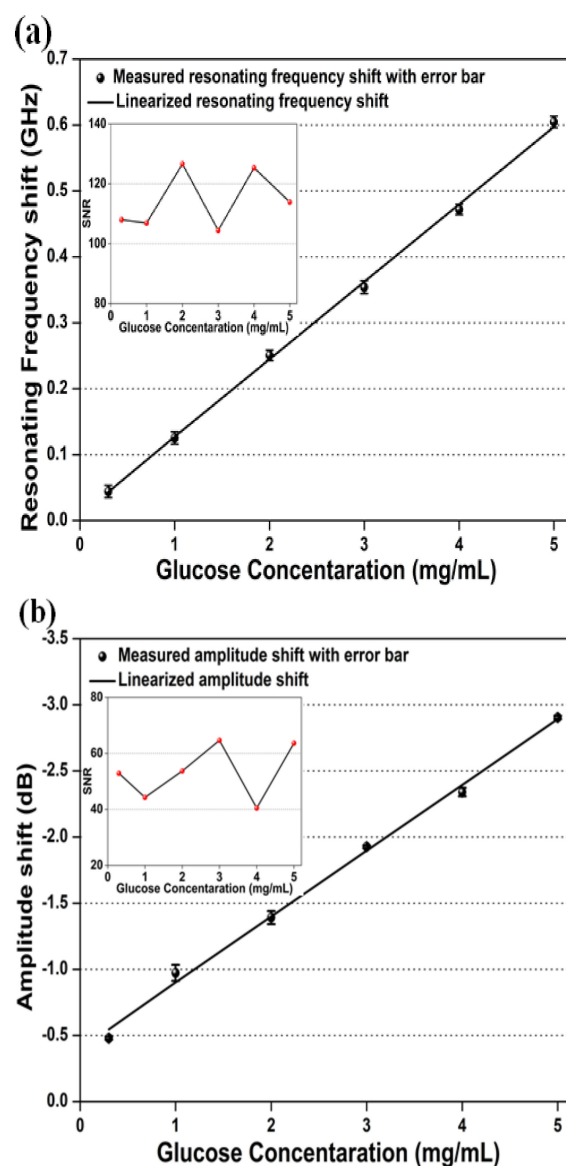 (a)
0.7
0.6
0.5
0.4
0.3
0.2
0.1
0.0
Resonating Frequency shift (GHz)
Measured resonating frequency shift with error bar
Linearized resonating frequency shift
140
120
100
80
SNR
0 1 2 3 4 5
Glucose Concentaration (mg/mL)
0 1 2 3 4 5
Glucose Concentaration (mg/mL)
(b)
-3.5
-3.0
-2.5
-2.0
-1.5
-1.0
-0.5
0.0
Amplitude shift (dB)
Measured amplitude shift with error bar
Linearized amplitude shift
80
60
40
20
SNR
0 1 2 3 4 5
Glucose Concentaration (mg/mL)
0 1 2 3 4 5
Glucose Concentaration (mg/mL)